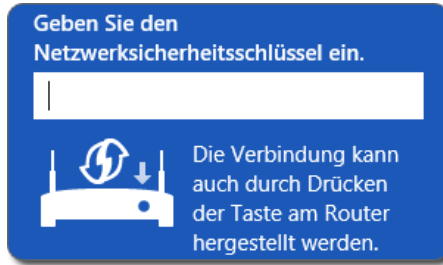 Geben Sie den
Netzwerksicherheitsschlüssel ein.
Die Verbindung kann
auch durch Drücken
der Taste am Router
hergestellt werden.